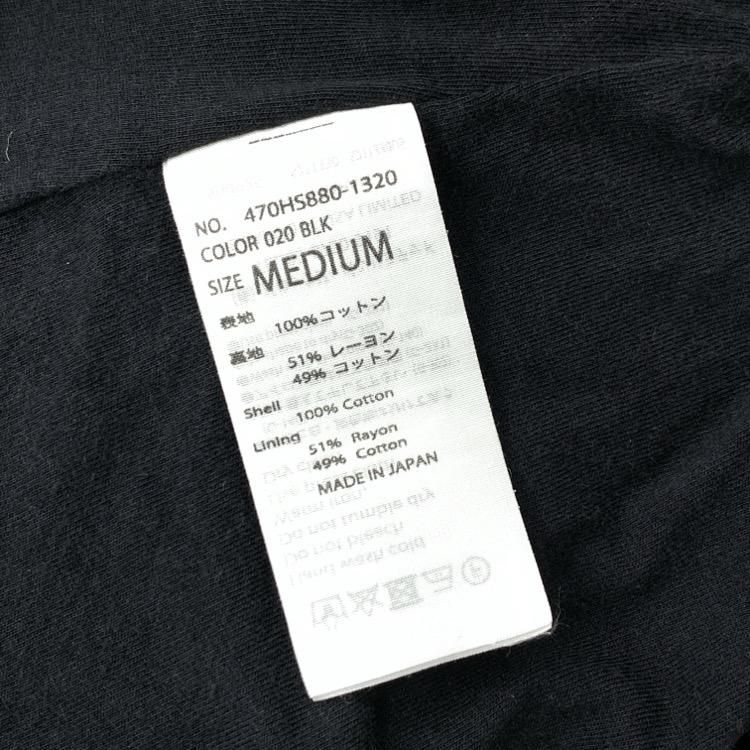 NO. 470HS880-1320
COLOR 020 BLK
SIZE MEDIUM
表地 100%コットン
裏地 51% レーヨン
49% コットン
Shell 100% Cotton
Lining 51% Rayon
49% Cotton
MADE IN JAPAN